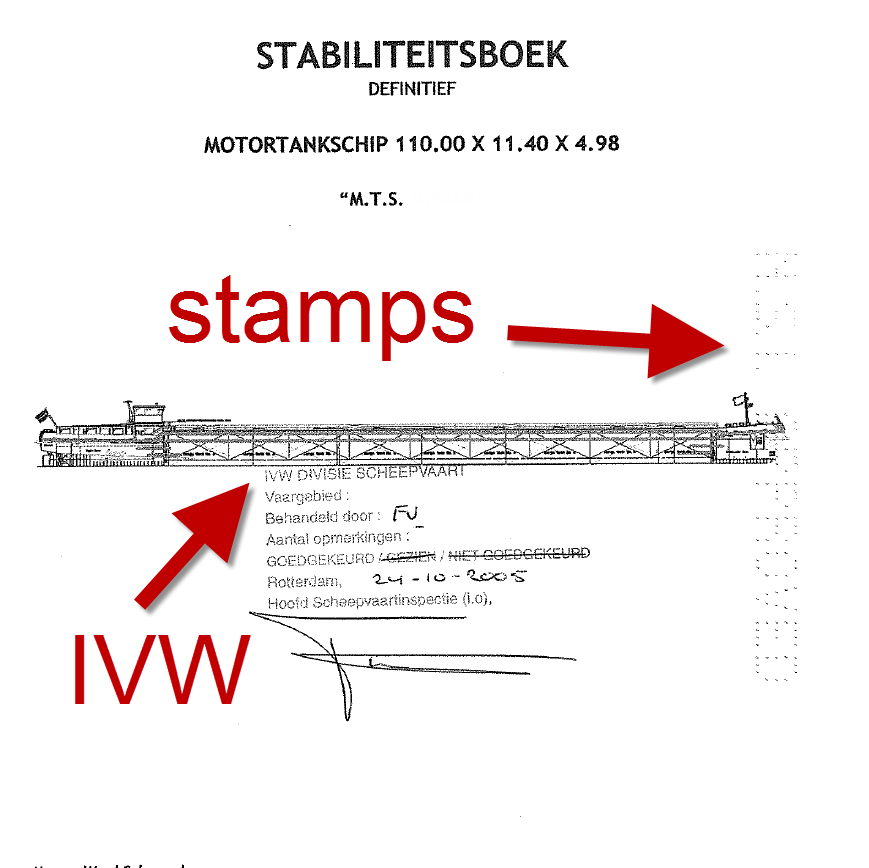 STABILITEITSBOEK
DEFINITIEF
MOTORTANKSCHIP 110.00 X 11.40 X 4.98
“M.T.S.
stamps
IVW DIVISIE SCHEEPVAART
Vaargebied :
Behandeld door : FJ
Aantal opmerkingen :
GOEDGEKEURD / GEZIEN / NIET GOEDGEKEURD
Rotterdam, 24-10-2005
Hoofd Scheepvaartinspectie (i.o),
IVW